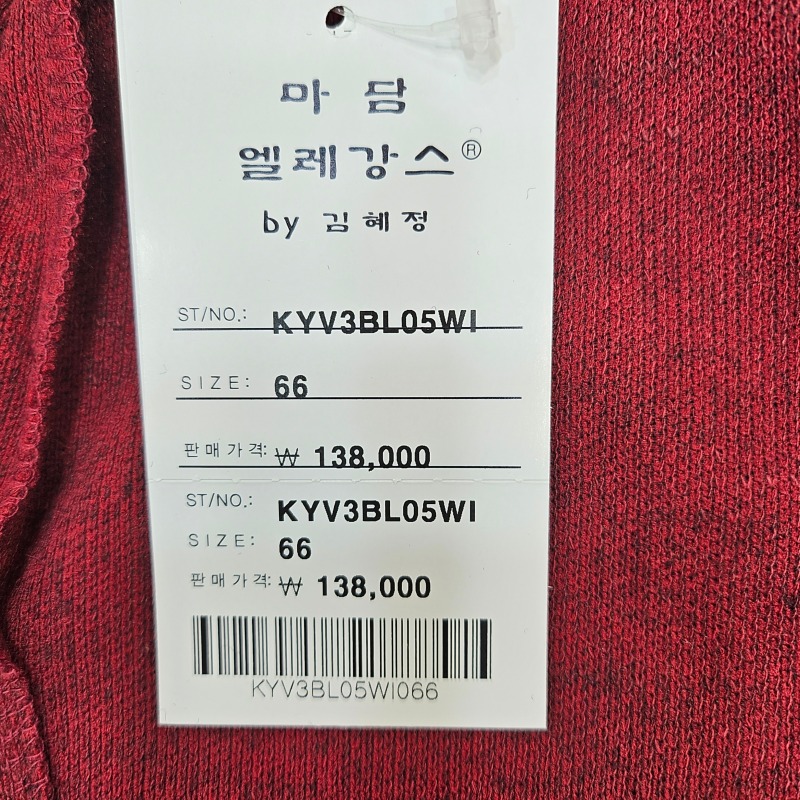 마 담
엘레강스®
by 김혜정
ST/NO.: KYV3BL05WI
SIZE: 66
판매가격: ₩ 138,000
ST/NO.: KYV3BL05WI
SIZE: 66
판매가격: ₩ 138,000
KYV3BL05WI066